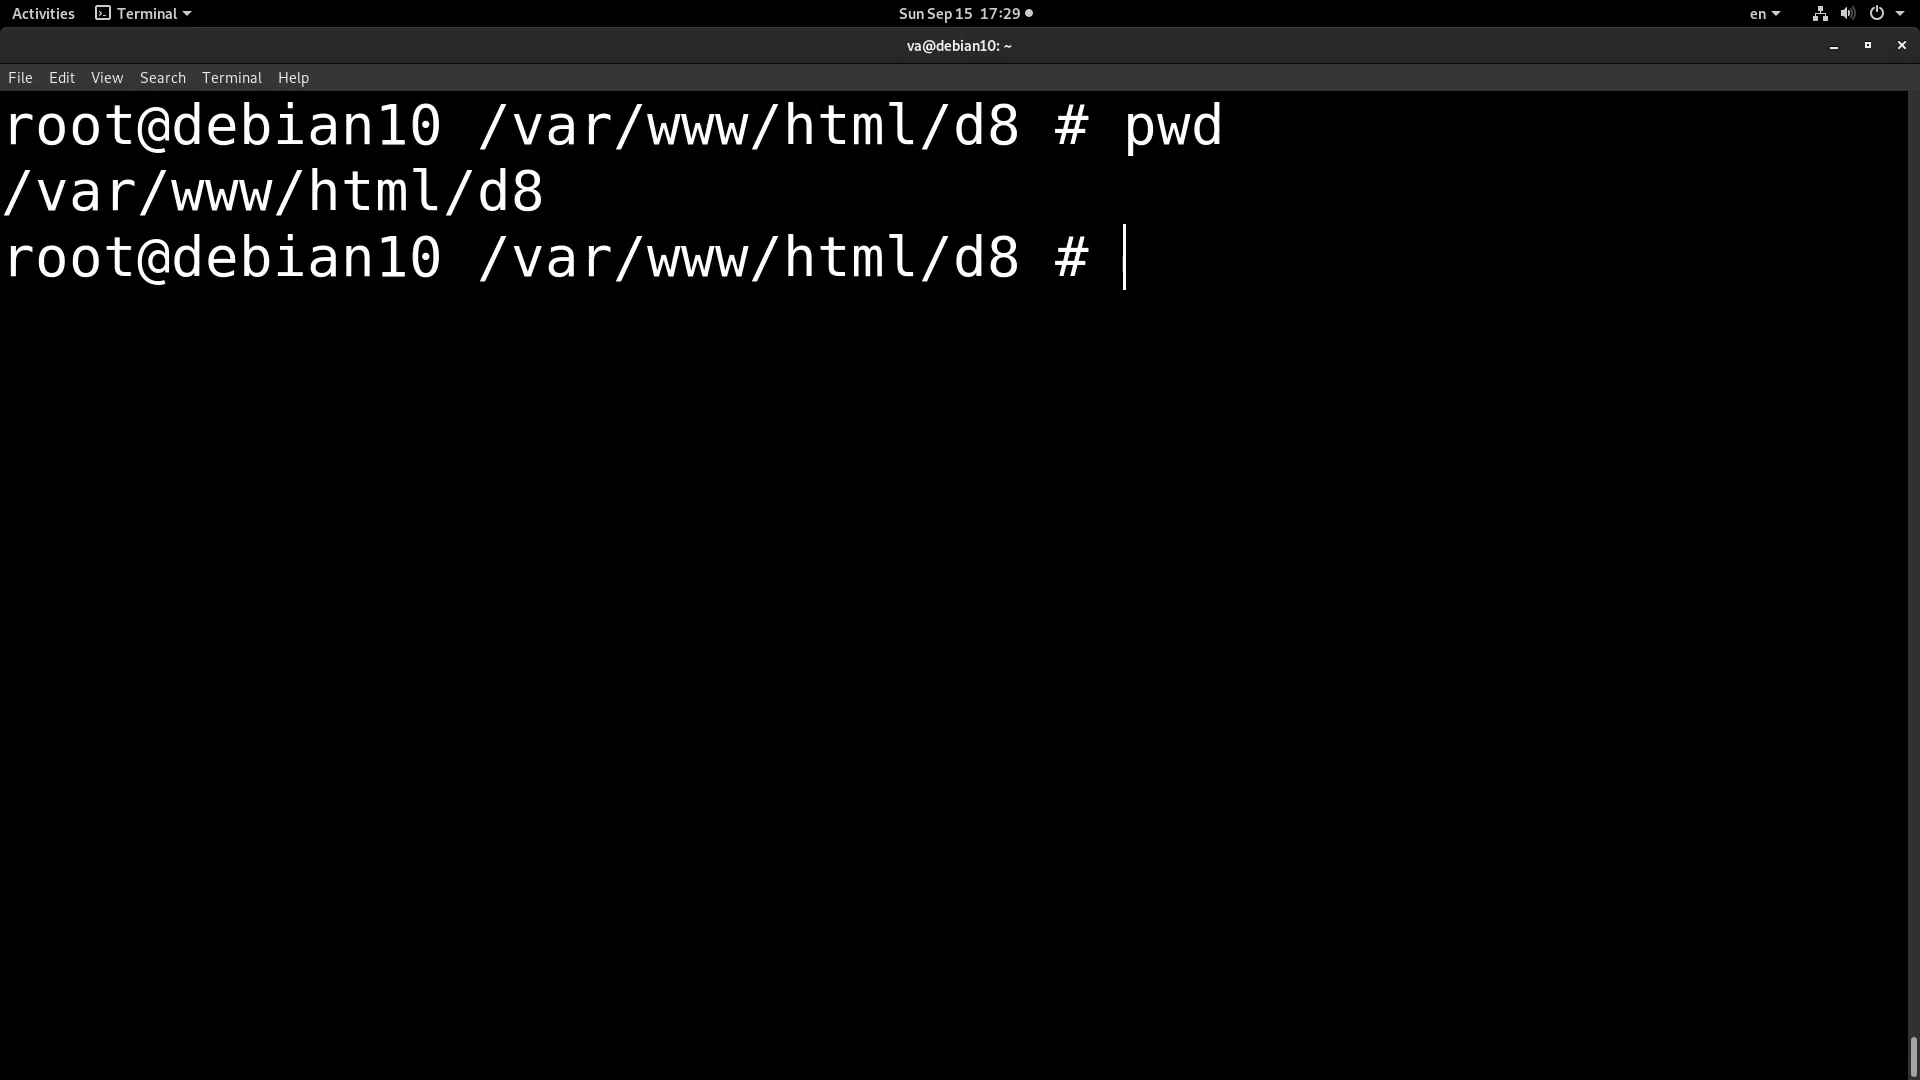 Activities Terminal Sun Sep 15 17:29 en
va@debian10: ~
File Edit View Search Terminal Help
root@debian10 /var/www/html/d8 # pwd
/var/www/html/d8
root@debian10 /var/www/html/d8 #